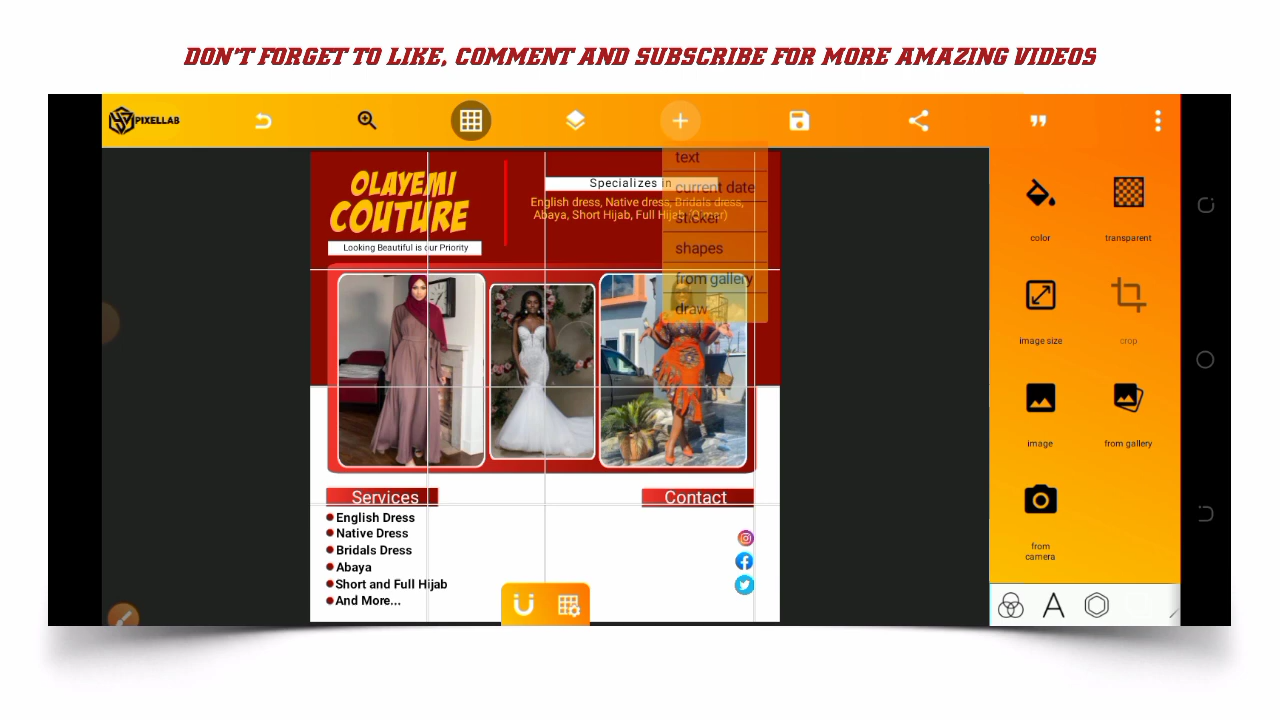 DON'T FORGET TO LIKE, COMMENT AND SUBSCRIBE FOR MORE AMAZING VIDEOS
PIXELLAB
text
current date
sticker
shapes
from gallery
draw
OLAYEMI
COUTURE
Looking Beautiful is our Priority
Specializes in
English dress, Native dress, Bridals dress,
Abaya, Short Hijab, Full Hijab
Services
English Dress
Native Dress
Bridals Dress
Abaya
Short and Full Hijab
And More...
Contact
color
transparent
image size
crop
image
from gallery
from
camera